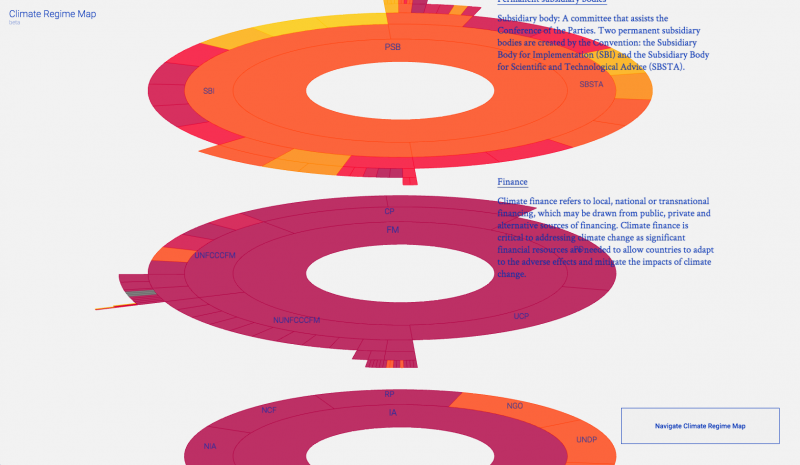 Climate Regime Map
beta
Permanent subsidiary bodies
Subsidiary body: A committee that assists the
Conference of the Parties. Two permanent subsidiary
bodies are created by the Convention: the Subsidiary
Body for Implementation (SBI) and the Subsidiary Body
for Scientific and Technological Advice (SBSTA).
PSB
SBI
SBSTA
Finance
Climate finance refers to local, national or transnational
financing, which may be drawn from public, private and
alternative sources of financing. Climate finance is
critical to addressing climate change as significant
financial resources are needed to allow countries to adapt
to the adverse effects and mitigate the impacts of climate
change.
CP
FM
UNFCCCFM
NUNFCCCFM
UCP
RP
IA
NCF
NGO
NIA
UNDP
Navigate Climate Regime Map